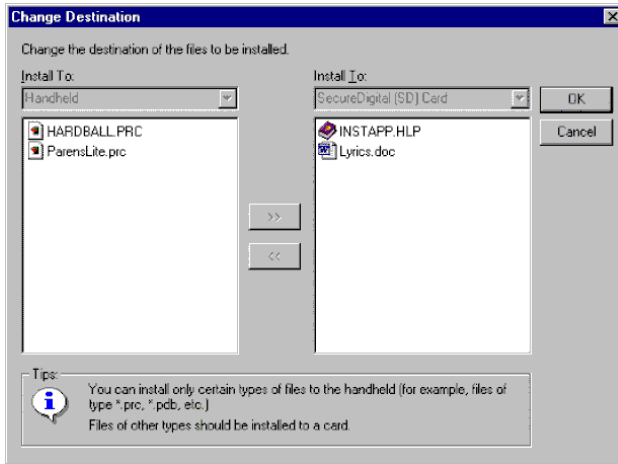 Change Destination
Change the destination of the files to be installed.
Install To:
Install To:
Handheld
SecureDigital (SD) Card
OK
HARDBALL.PRC
INSTAPP.HLP
Cancel
ParensLite.prc
Lyrics.doc
>>
<<
Tips:
You can install only certain types of files to the handheld (for example, files of
type *.prc, *.pdb, etc.)
Files of other types should be installed to a card.